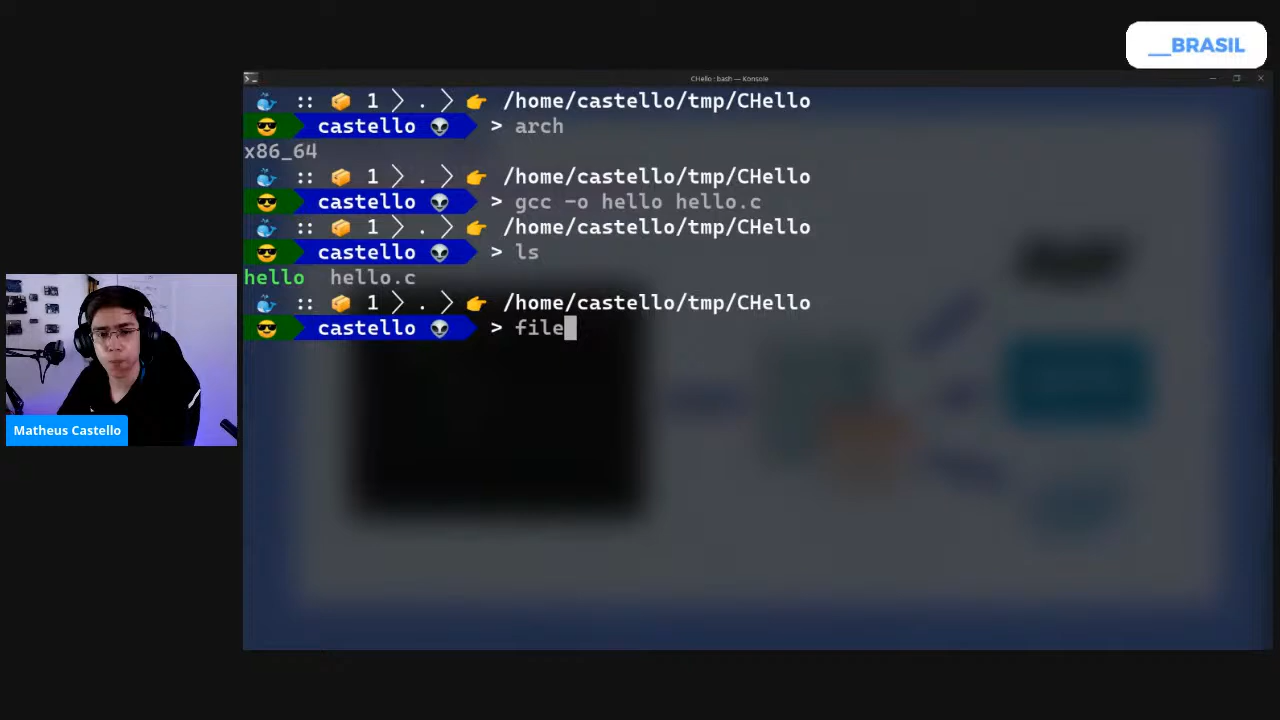 __BRASIL
CHello : bash — Konsole
:: 1 > . > /home/castello/tmp/CHello
castello > arch
x86_64
:: 1 > . > /home/castello/tmp/CHello
castello > gcc -o hello hello.c
:: 1 > . > /home/castello/tmp/CHello
castello > ls
hello hello.c
:: 1 > . > /home/castello/tmp/CHello
castello > file
Matheus Castello